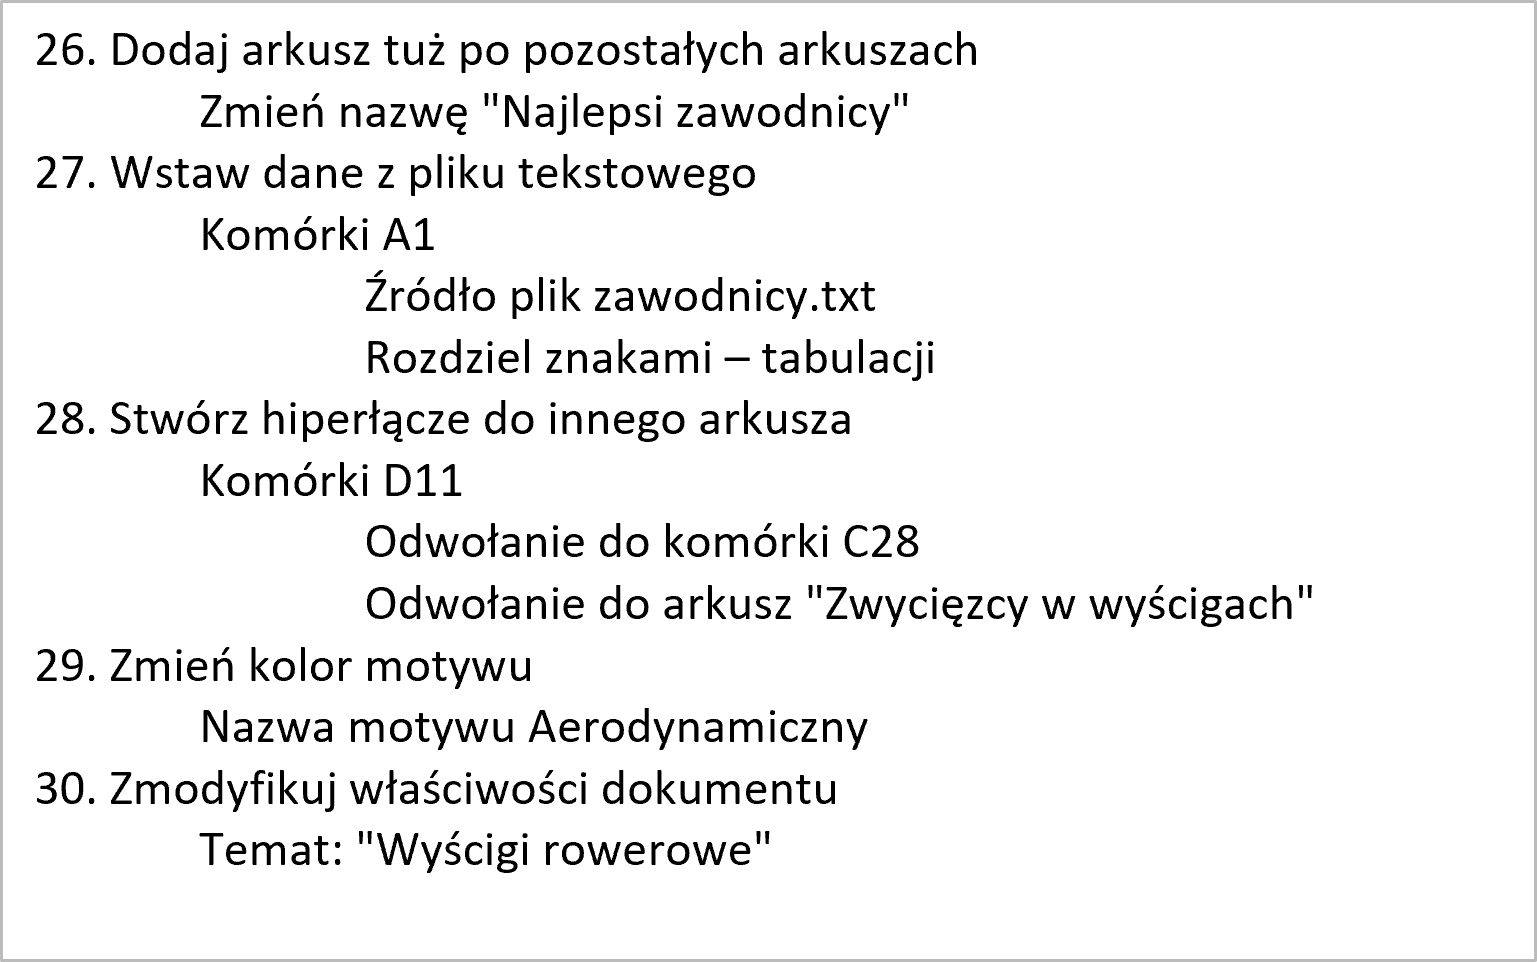 26. Dodaj arkusz tuż po pozostałych arkuszach
Zmień nazwę "Najlepsi zawodnicy"
27. Wstaw dane z pliku tekstowego
Komórki A1
Źródło plik zawodnicy.txt
Rozdziel znakami – tabulacji
28. Stwórz hiperłącze do innego arkusza
Komórki D11
Odwołanie do komórki C28
Odwołanie do arkusz "Zwycięzcy w wyścigach"
29. Zmień kolor motywu
Nazwa motywu Aerodynamiczny
30. Zmodyfikuj właściwości dokumentu
Temat: "Wyścigi rowerowe"